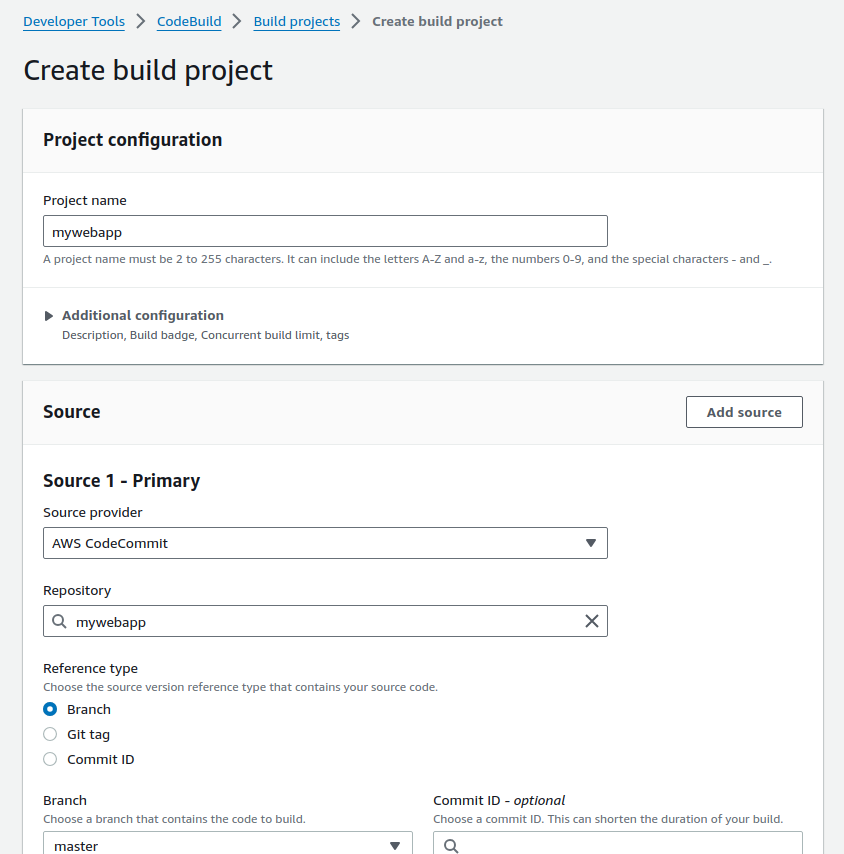 Developer Tools > CodeBuild > Build projects > Create build project
Create build project
Project configuration
Project name
mywebapp
A project name must be 2 to 255 characters. It can include the letters A-Z and a-z, the numbers 0-9, and the special characters - and _.
Additional configuration
Description, Build badge, Concurrent build limit, tags
Source
Add source
Source 1 - Primary
Source provider
AWS CodeCommit
Repository
mywebapp
Reference type
Choose the source version reference type that contains your source code.
Branch
Git tag
Commit ID
Branch
Choose a branch that contains the code to build.
master
Commit ID - optional
Choose a commit ID. This can shorten the duration of your build.